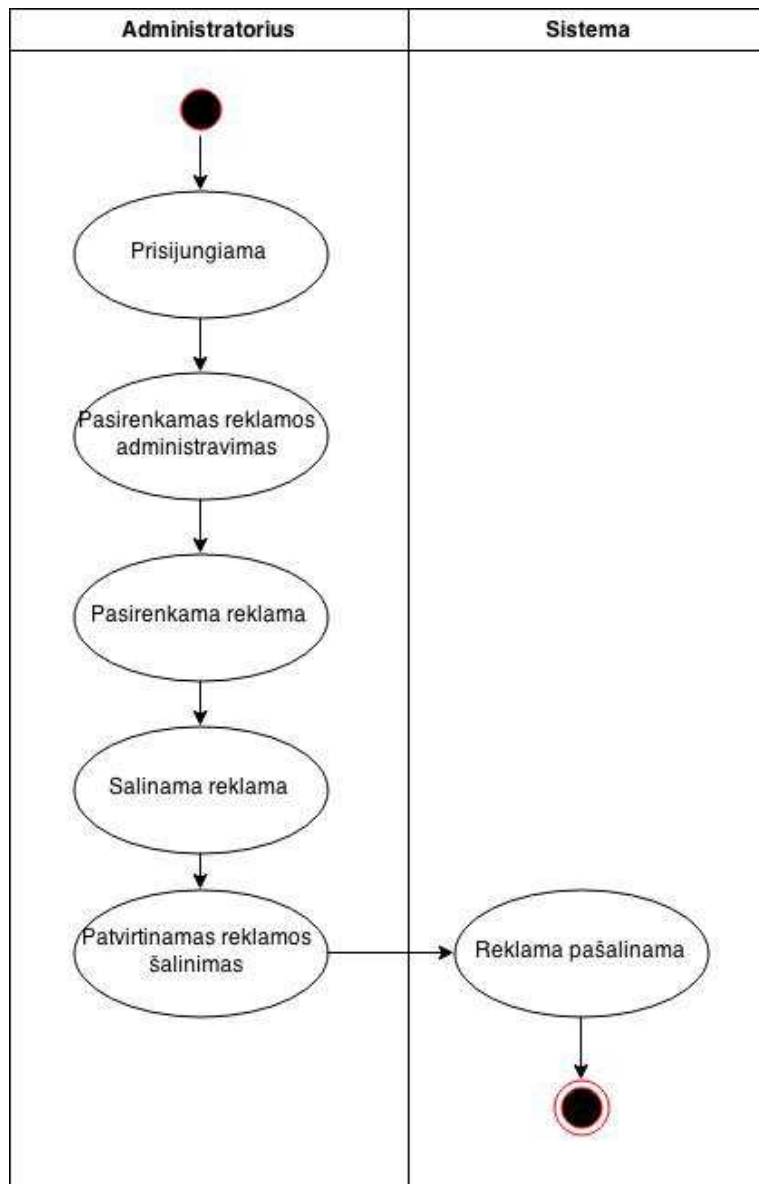 Administratorius
Sistema
Prisijungiama
Pasirenkamas reklamos
administravimas
Pasirenkama reklama
Salinama reklama
Patvirtinamas reklamos
šalinimas
Reklama pašalinama